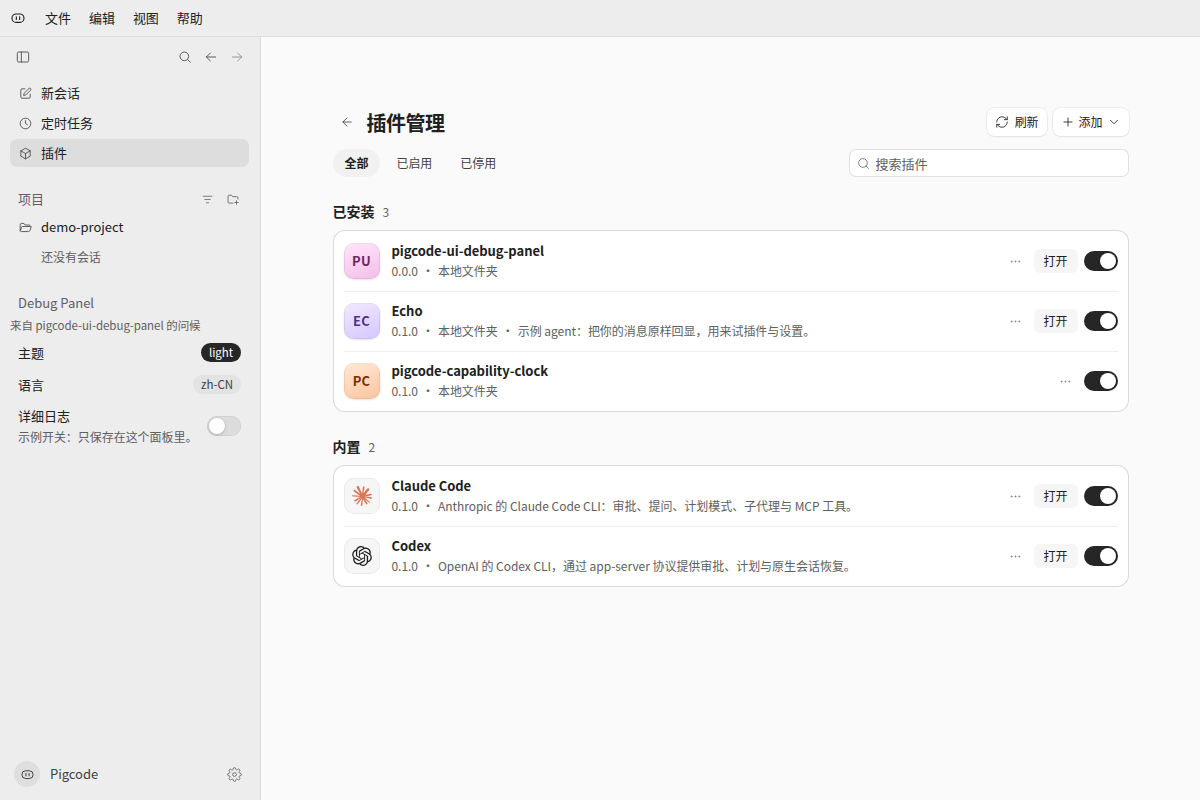 文件 编辑 视图 帮助
新会话
定时任务
插件
项目
demo-project
还没有会话
Debug Panel
来自 pigcode-ui-debug-panel 的问候
主题 light
语言 zh-CN
详细日志
示例开关：只保存在这个面板里。
Pigcode
插件管理 刷新 添加
全部 已启用 已停用 搜索插件
已安装 3
PU pigcode-ui-debug-panel
0.0.0 · 本地文件夹 打开
EC Echo
0.1.0 · 本地文件夹 · 示例 agent：把你的消息原样回显，用来试插件与设置。 打开
PC pigcode-capability-clock
0.1.0 · 本地文件夹
内置 2
Claude Code
0.1.0 · Anthropic 的 Claude Code CLI：审批、提问、计划模式、子代理与 MCP 工具。 打开
Codex
0.1.0 · OpenAI 的 Codex CLI，通过 app-server 协议提供审批、计划与原生会话恢复。 打开